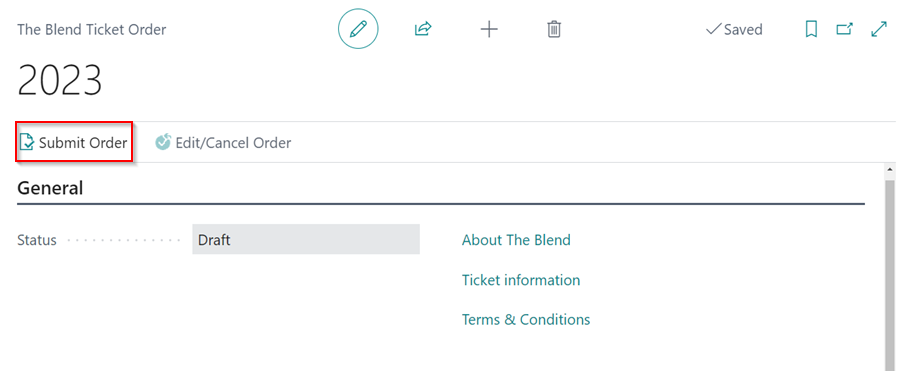 The Blend Ticket Order
Saved
2023
Submit Order
Edit/Cancel Order
General
Status
Draft
About The Blend
Ticket information
Terms & Conditions